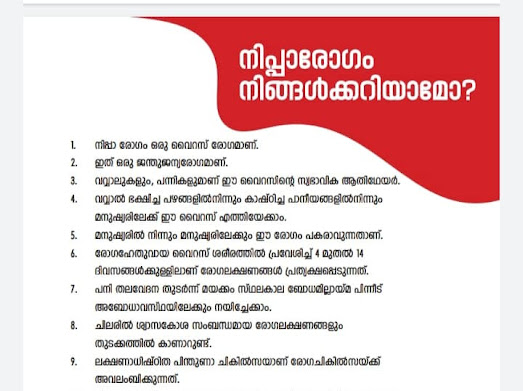 നിപ്പാരോഗം
നിങ്ങൾക്കറിയാമോ?
1. നിപ്പാ രോഗം ഒരു വൈറസ് രോഗമാണ്.
2. ഇത് ഒരു ജന്തുജന്യരോഗമാണ്.
3. വവ്വാലുകളും, പന്നികളുമാണ് ഈ വൈറസിന്റെ സ്വഭാവിക ആതിഥേയർ.
4. വവ്വാൽ ഭക്ഷിച്ച പഴങ്ങളിൽനിന്നും കാഷ്ഠിച്ച പാനീയങ്ങളിൽനിന്നും
മനുഷ്യരിലേക്ക് ഈ വൈറസ് എത്തിയേക്കാം.
5. മനുഷ്യരിൽ നിന്നും മനുഷ്യരിലേക്കും ഈ രോഗം പകരാവുന്നതാണ്.
6. രോഗഹേതുവായ വൈറസ് ശരീരത്തിൽ പ്രവേശിച്ച് 4 മുതൽ 14
ദിവസങ്ങൾക്കുള്ളിലാണ് രോഗലക്ഷണങ്ങൾ പ്രത്യക്ഷപ്പെടുന്നത്.
7. പനി തലവേദന തുടർന്ന് മയക്കം സ്ഥലകാല ബോധമില്ലായ്മ പിന്നീട്
അബോധാവസ്ഥയിലേക്കും നയിച്ചേക്കാം.
8. ചിലരിൽ ശ്വാസകോശ സംബന്ധമായ രോഗലക്ഷണങ്ങളും
തുടക്കത്തിൽ കാണാറുണ്ട്.
9. ലക്ഷണാധിഷ്ഠിത പിന്തുണാ ചികിൽസയാണ് രോഗചികിൽസയ്ക്ക്
അവലംബിക്കുന്നത്.